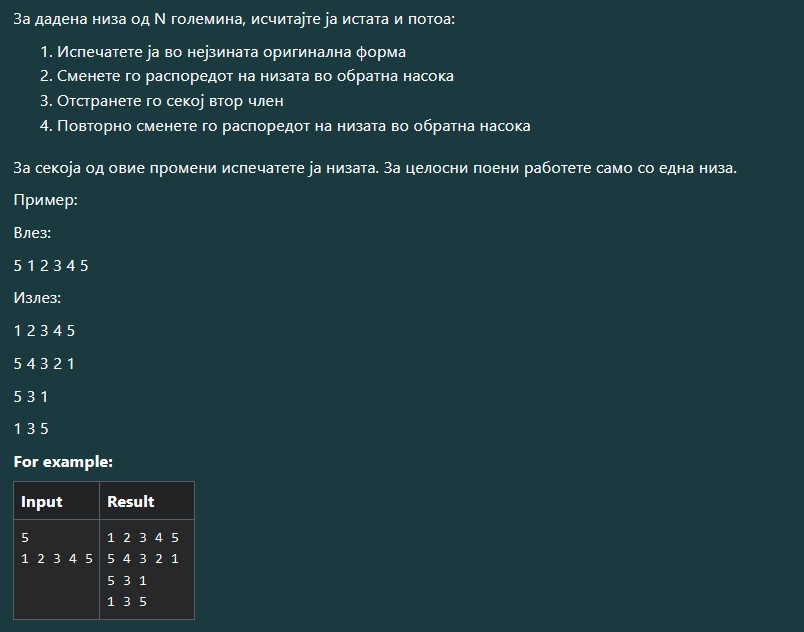 За дадена низа од N големина, исчитајте ја истата и потоа:
1. Испечатете ја во нејзината оригинална форма
2. Сменете го распоредот на низата во обратна насока
3. Отстранете го секој втор член
4. Повторно сменете го распоредот на низата во обратна насока
За секоја од овие промени испечатете ја низата. За целосни поени работете само со една низа.
Пример:
Влез:
5 1 2 3 4 5
Излез:
1 2 3 4 5
5 4 3 2 1
5 3 1
1 3 5
For example:
Input Result
5 1 2 3 4 5
1 2 3 4 5 5 4 3 2 1
5 3 1
1 3 5